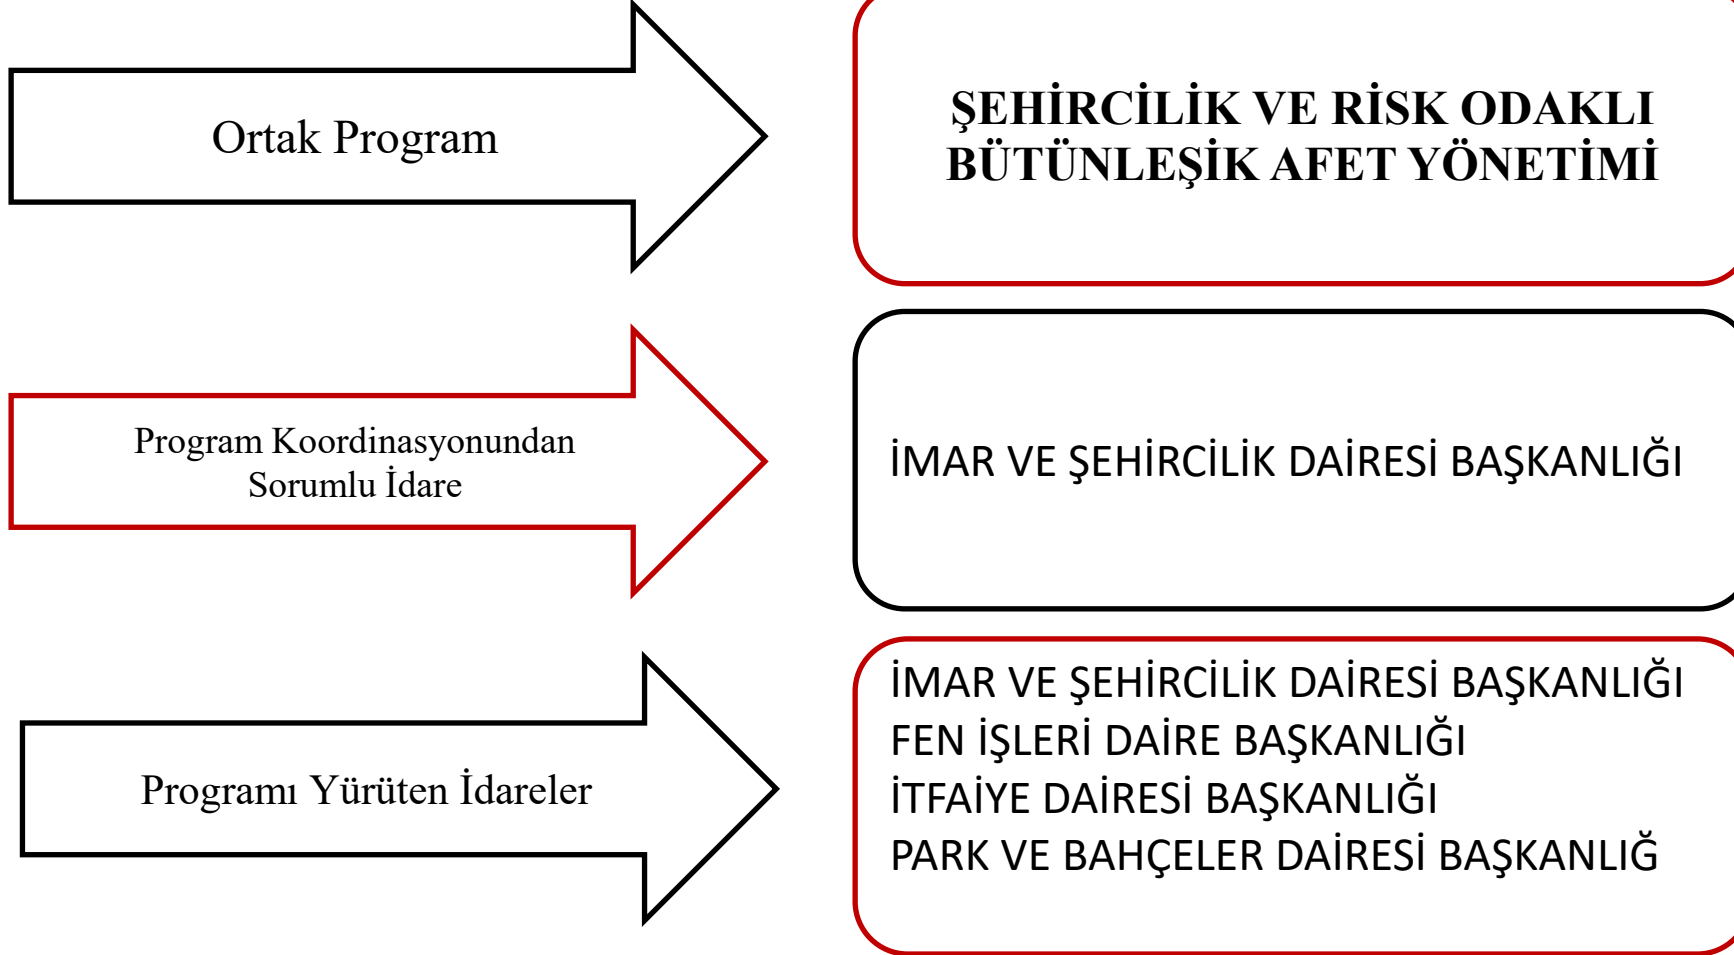 Ortak Program
ŞEHİRCİLİK VE RİSK ODAKLI
BÜTÜNLEŞİK AFET YÖNETİMİ
Program Koordinasyonundan
Sorumlu İdare
İMAR VE ŞEHİRCİLİK DAİRESİ BAŞKANLIĞI
Programı Yürüten İdareler
İMAR VE ŞEHİRCİLİK DAİRESİ BAŞKANLIĞI
FEN İŞLERİ DAİRE BAŞKANLIĞI
İTFAİYE DAİRESİ BAŞKANLIĞI
PARK VE BAHÇELER DAİRESİ BAŞKANLIĞ